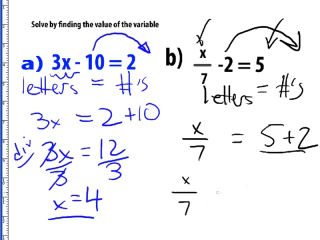 Solve by finding the value of the variable
a) 3x - 10 = 2
letters = #'s
3x = 2+10
div 3x/3 = 12/3
x = 4
b) x/7 -2 = 5
letters = #'s
x/7 = 5+2
x/7 =